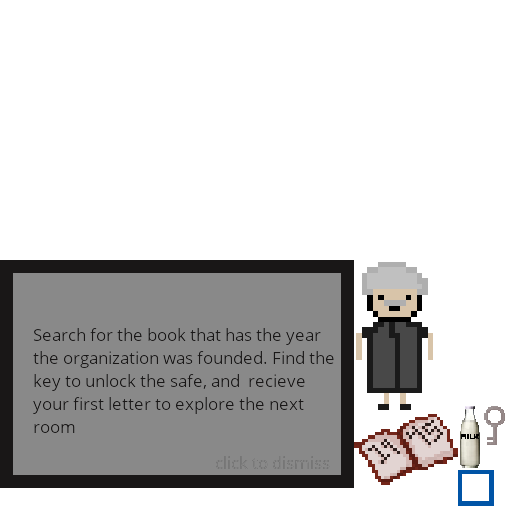 Search for the book that has the year
the organization was founded. Find the
key to unlock the safe, and  recieve
your first letter to explore the next
room
click to dismiss
MILK